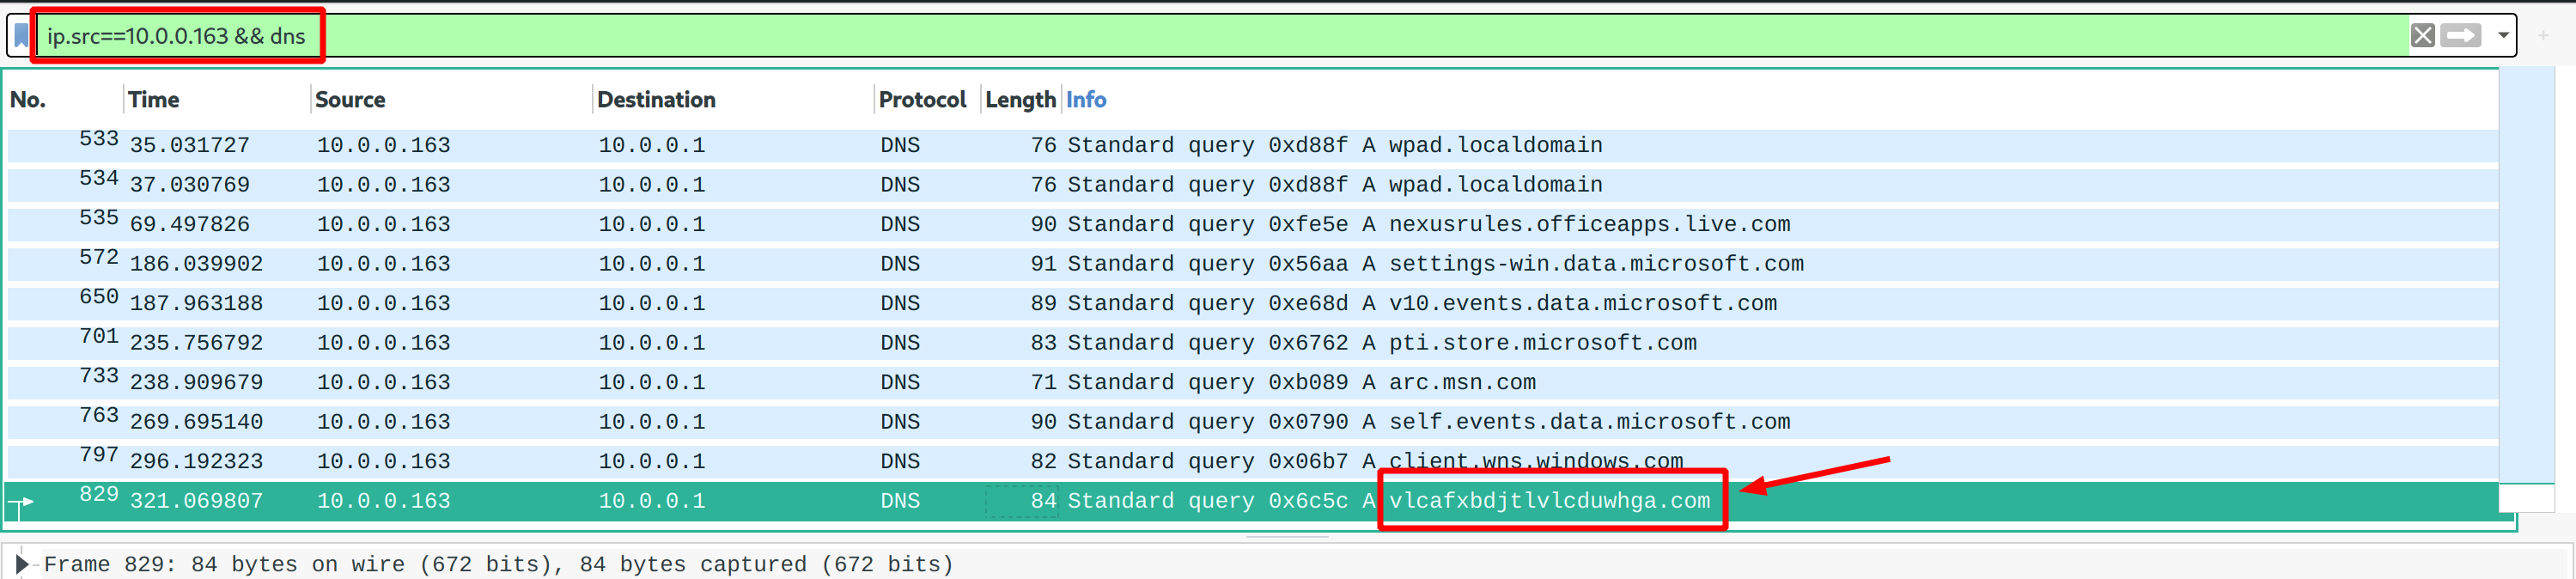 ip.src==10.0.0.163 && dns
No. Time Source Destination Protocol Length Info
533 35.031727 10.0.0.163 10.0.0.1 DNS 76 Standard query 0xd88f A wpad.localdomain
534 37.030769 10.0.0.163 10.0.0.1 DNS 76 Standard query 0xd88f A wpad.localdomain
535 69.497826 10.0.0.163 10.0.0.1 DNS 90 Standard query 0xfe5e A nexusrules.officeapps.live.com
572 186.039902 10.0.0.163 10.0.0.1 DNS 91 Standard query 0x56aa A settings-win.data.microsoft.com
650 187.963188 10.0.0.163 10.0.0.1 DNS 89 Standard query 0xe68d A v10.events.data.microsoft.com
701 235.756792 10.0.0.163 10.0.0.1 DNS 83 Standard query 0x6762 A pti.store.microsoft.com
733 238.909679 10.0.0.163 10.0.0.1 DNS 71 Standard query 0xb089 A arc.msn.com
763 269.695140 10.0.0.163 10.0.0.1 DNS 90 Standard query 0x0790 A self.events.data.microsoft.com
797 296.192323 10.0.0.163 10.0.0.1 DNS 82 Standard query 0x06b7 A client.wns.windows.com
829 321.069807 10.0.0.163 10.0.0.1 DNS 84 Standard query 0x6c5c A vlcafxbdjtlvlcduwhga.com
Frame 829: 84 bytes on wire (672 bits), 84 bytes captured (672 bits)